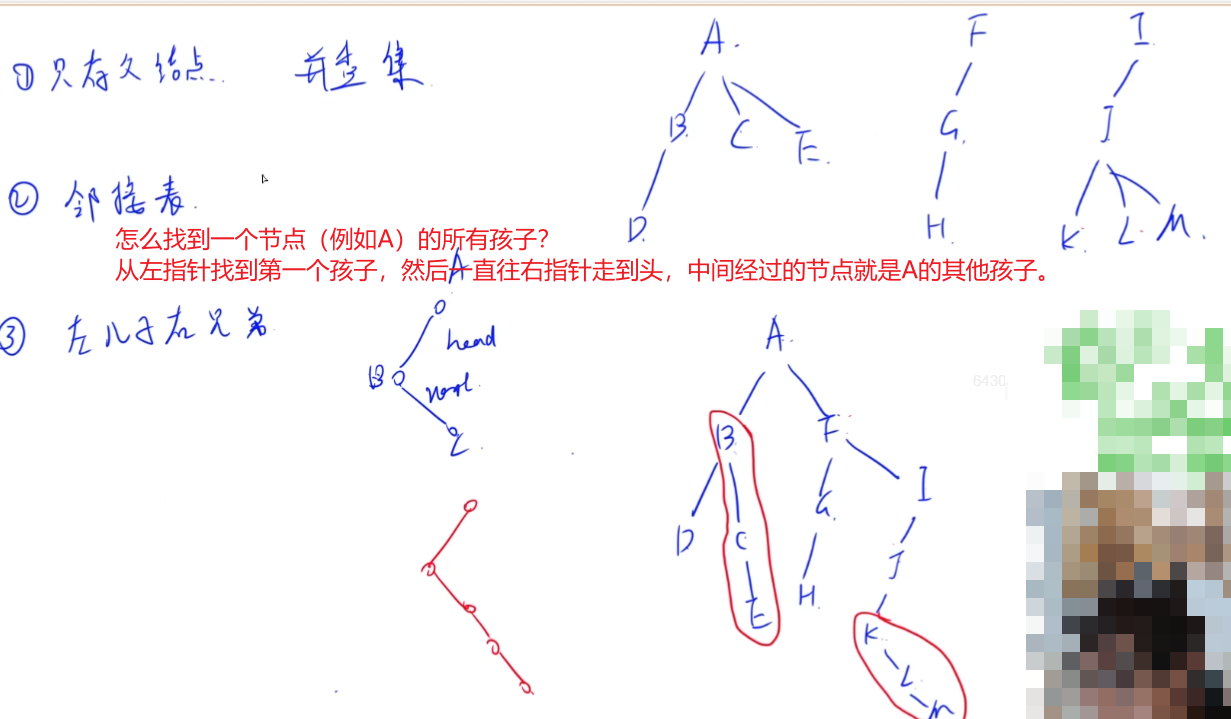 ① 只存父结点 并查集
② 邻接表
怎么找到一个节点（例如A）的所有孩子？
从左指针找到第一个孩子，然后一直往右指针走到头，中间经过的节点就是A的其他孩子。
③ 左儿子右兄弟
A
head
B
next
A
B C E
D
F
G
H
I
J
K L M
A
B F
I
D C G
J
E H
K
L
M
6430